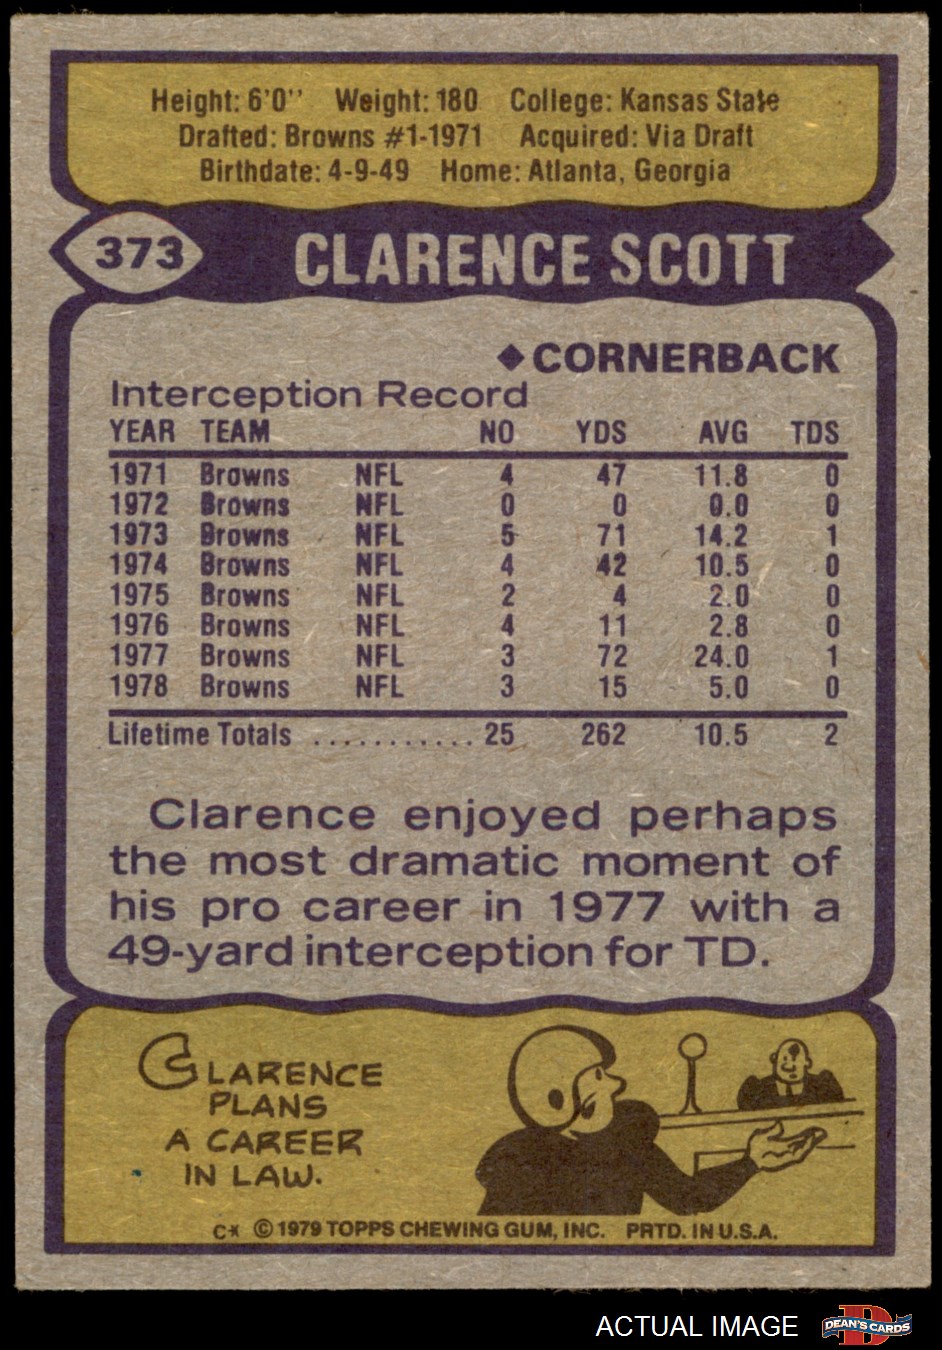 Height: 6'0'' Weight: 180 College: Kansas State
Drafted: Browns #1-1971 Acquired: Via Draft
Birthdate: 4-9-49 Home: Atlanta, Georgia
373 CLARENCE SCOTT
◆ CORNERBACK
Interception Record
YEAR TEAM NO YDS AVG TDS
1971 Browns NFL 4 47 11.8 0
1972 Browns NFL 0 0 0.0 0
1973 Browns NFL 5 71 14.2 1
1974 Browns NFL 4 42 10.5 0
1975 Browns NFL 2 4 2.0 0
1976 Browns NFL 4 11 2.8 0
1977 Browns NFL 3 72 24.0 1
1978 Browns NFL 3 15 5.0 0
Lifetime Totals ........... 25 262 10.5 2
Clarence enjoyed perhaps
the most dramatic moment of
his pro career in 1977 with a
49-yard interception for TD.
CLARENCE
PLANS
A CAREER
IN LAW.
C* © 1979 TOPPS CHEWING GUM, INC. PRTD. IN U.S.A.
ACTUAL IMAGE D DEAN'S CARDS